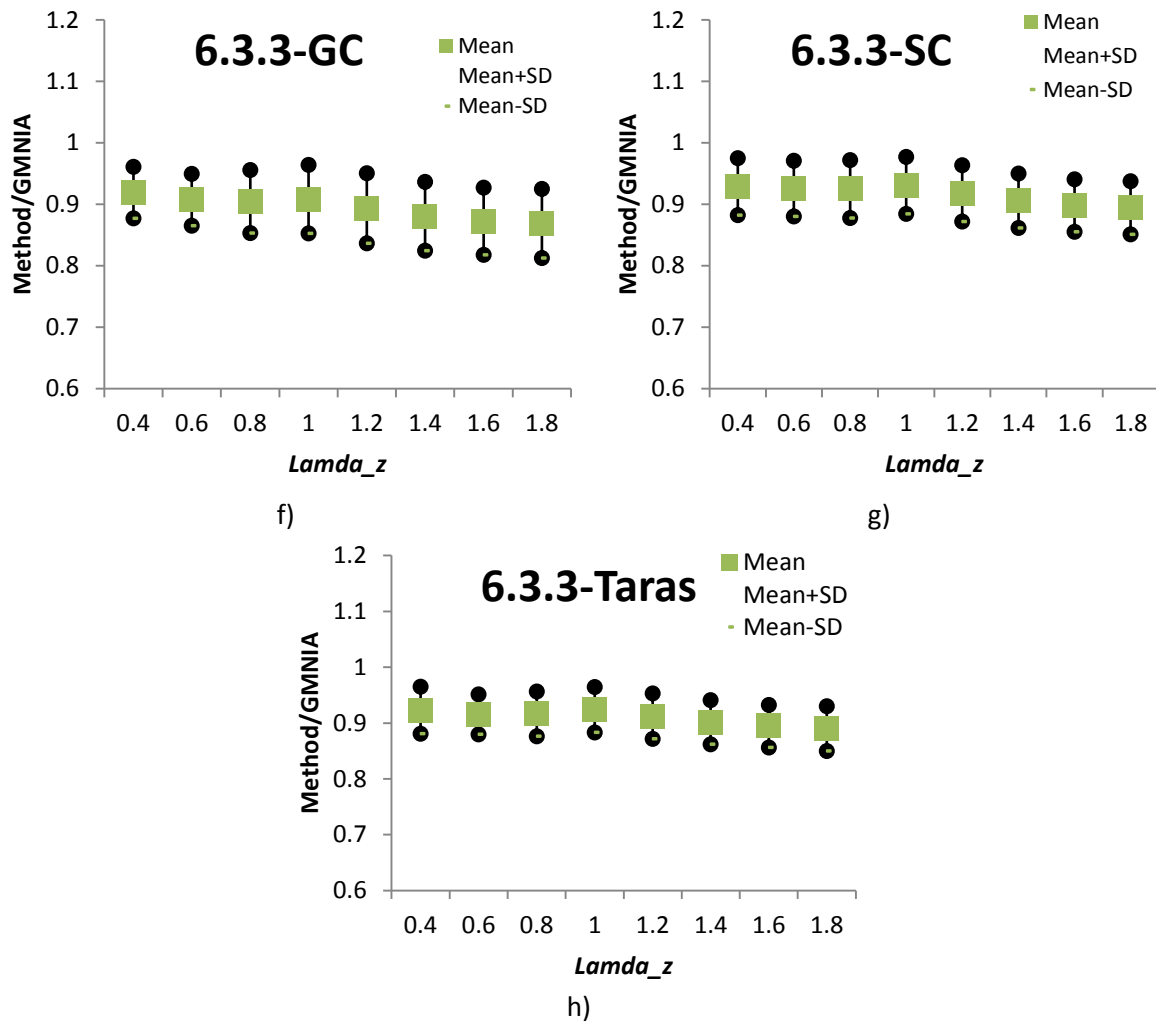 6.3.3-GC
Mean
Mean+SD
Mean-SD
1.2
1.1
1
0.9
0.8
0.7
0.6
Method/GMNIA
0.4 0.6 0.8 1 1.2 1.4 1.6 1.8
Lamda_z
f)
6.3.3-SC
Mean
Mean+SD
Mean-SD
1.2
1.1
1
0.9
0.8
0.7
0.6
Method/GMNIA
0.4 0.6 0.8 1 1.2 1.4 1.6 1.8
Lamda_z
g)
6.3.3-Taras
Mean
Mean+SD
Mean-SD
1.2
1.1
1
0.9
0.8
0.7
0.6
Method/GMNIA
0.4 0.6 0.8 1 1.2 1.4 1.6 1.8
Lamda_z
h)